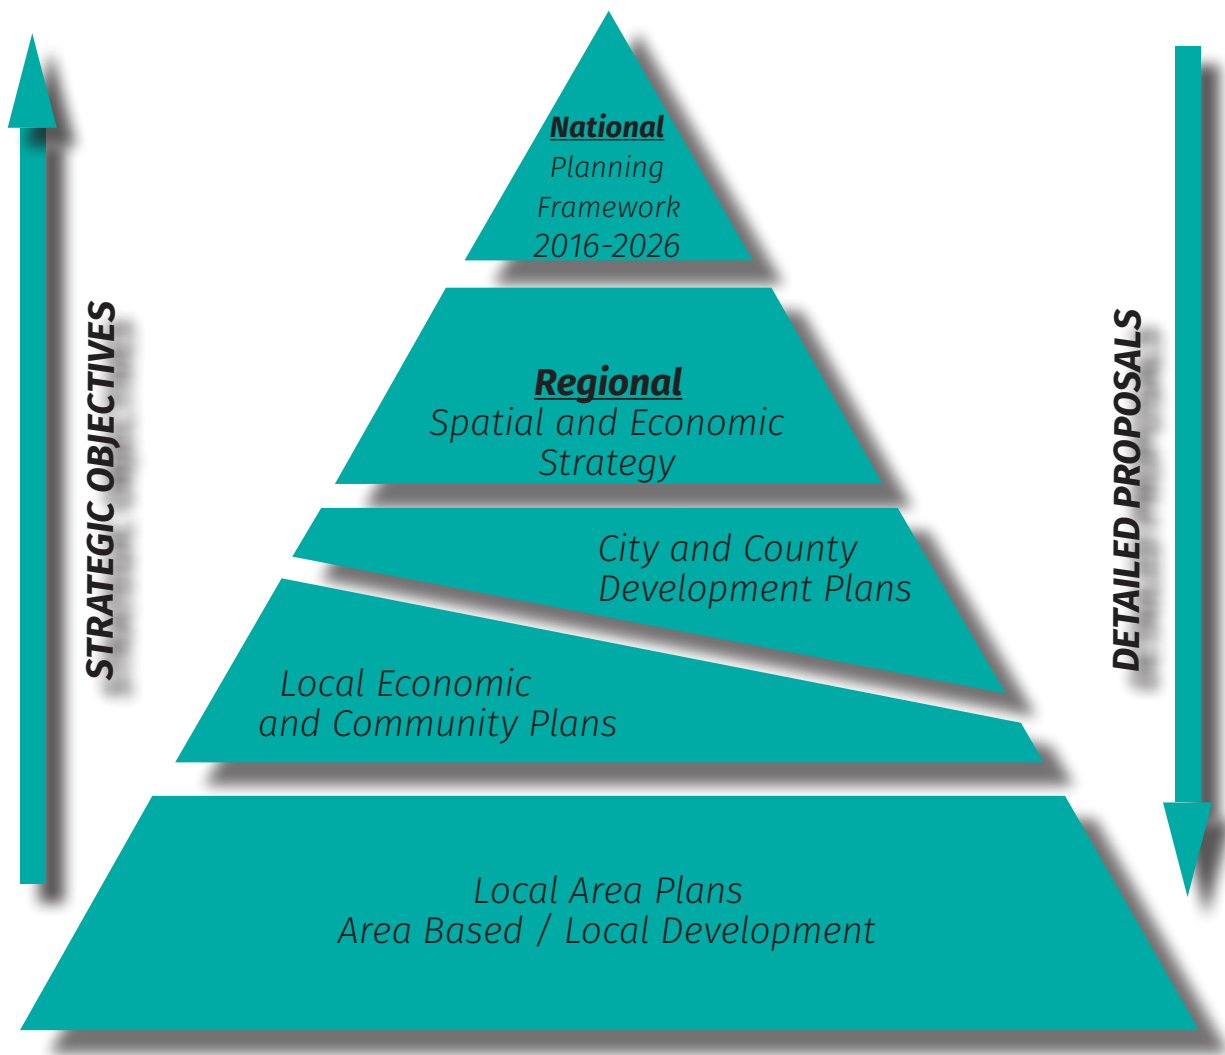 National
Planning
Framework
2016-2026
Regional
Spatial and Economic
Strategy
City and County
Development Plans
Local Economic
and Community Plans
Local Area Plans
Area Based / Local Development
STRATEGIC OBJECTIVES
DETAILED PROPOSALS